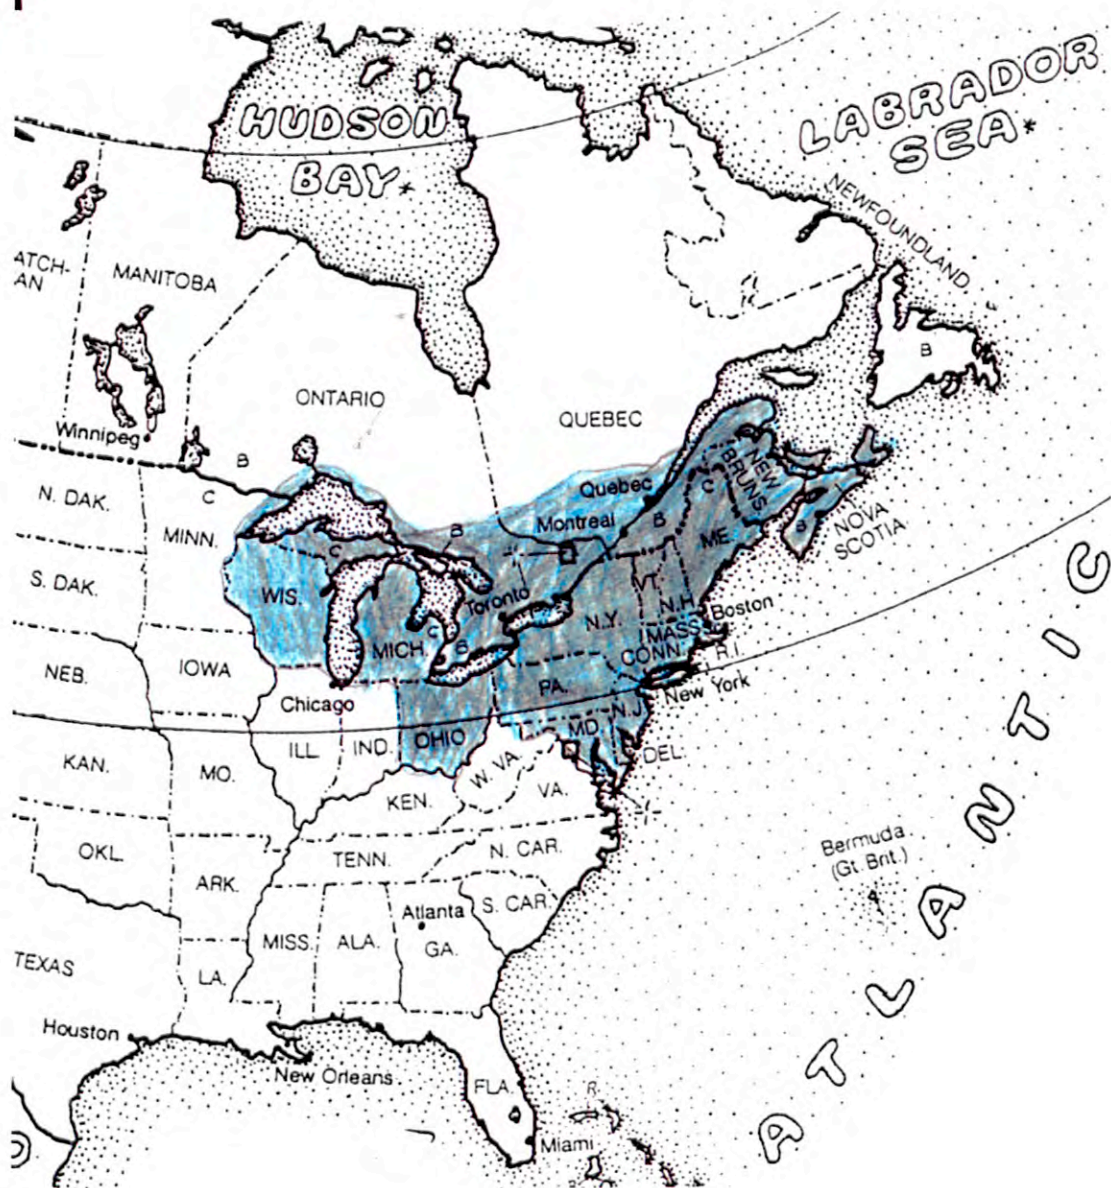 HUDSON
BAY*
LABRADOR
SEA*
NEWFOUNDLAND
ATCH-
AN
MANITOBA
B
ONTARIO
QUEBEC
Winnipeg
B
C
N. DAK.
MINN.
Quebec
NEW
BRUNS.
C
Montreal
B
B
NOVA
SCOTIA
B
ME.
S. DAK.
WIS.
C
Toronto
VT.
N.H.
Boston
N.Y.
MASS.
C
B
MICH.
CONN.
R.I.
NEB.
IOWA
PA.
New York
Chicago
N.J.
KAN.
MO.
ILL.
IND.
OHIO
MD.
DEL.
W. VA.
VA.
KEN.
OKL.
TENN.
N. CAR.
Bermuda
(Gt. Brit.)
ARK.
Atlanta
S. CAR.
MISS.
ALA.
GA.
TEXAS
LA.
Houston
New Orleans
FLA.
Miami
R.
ATLANTIC